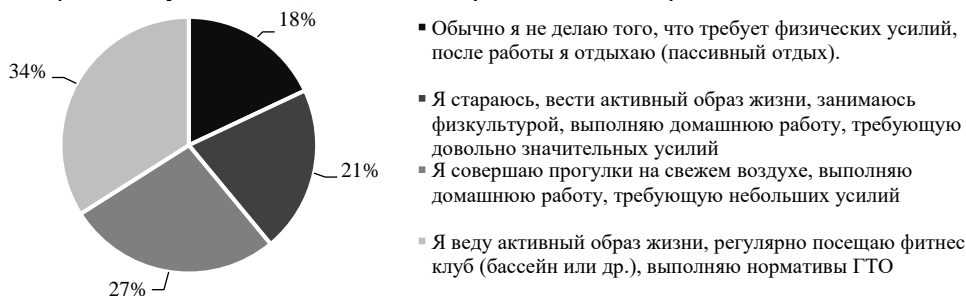 18%
34%
21%
27%
Обычно я не делаю того, что требует физических усилий,
после работы я отдыхаю (пассивный отдых).
Я стараюсь, вести активный образ жизни, занимаюсь
физкультурой, выполняю домашнюю работу, требующую
довольно значительных усилий
Я совершаю прогулки на свежем воздухе, выполняю
домашнюю работу, требующую небольших усилий
Я веду активный образ жизни, регулярно посещаю фитнес
клуб (бассейн или др.), выполняю нормативы ГТО